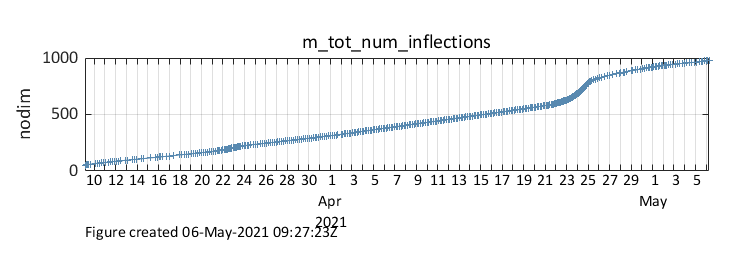 m_tot_num_inflections
nodim
1000
500
0
10 12 14 16 18 20 22 24 26 28 30 1 3 5 7 9 11 13 15 17 19 21 23 25 27 29 1 3 5
Apr May
2021
Figure created 06-May-2021 09:27:23Z